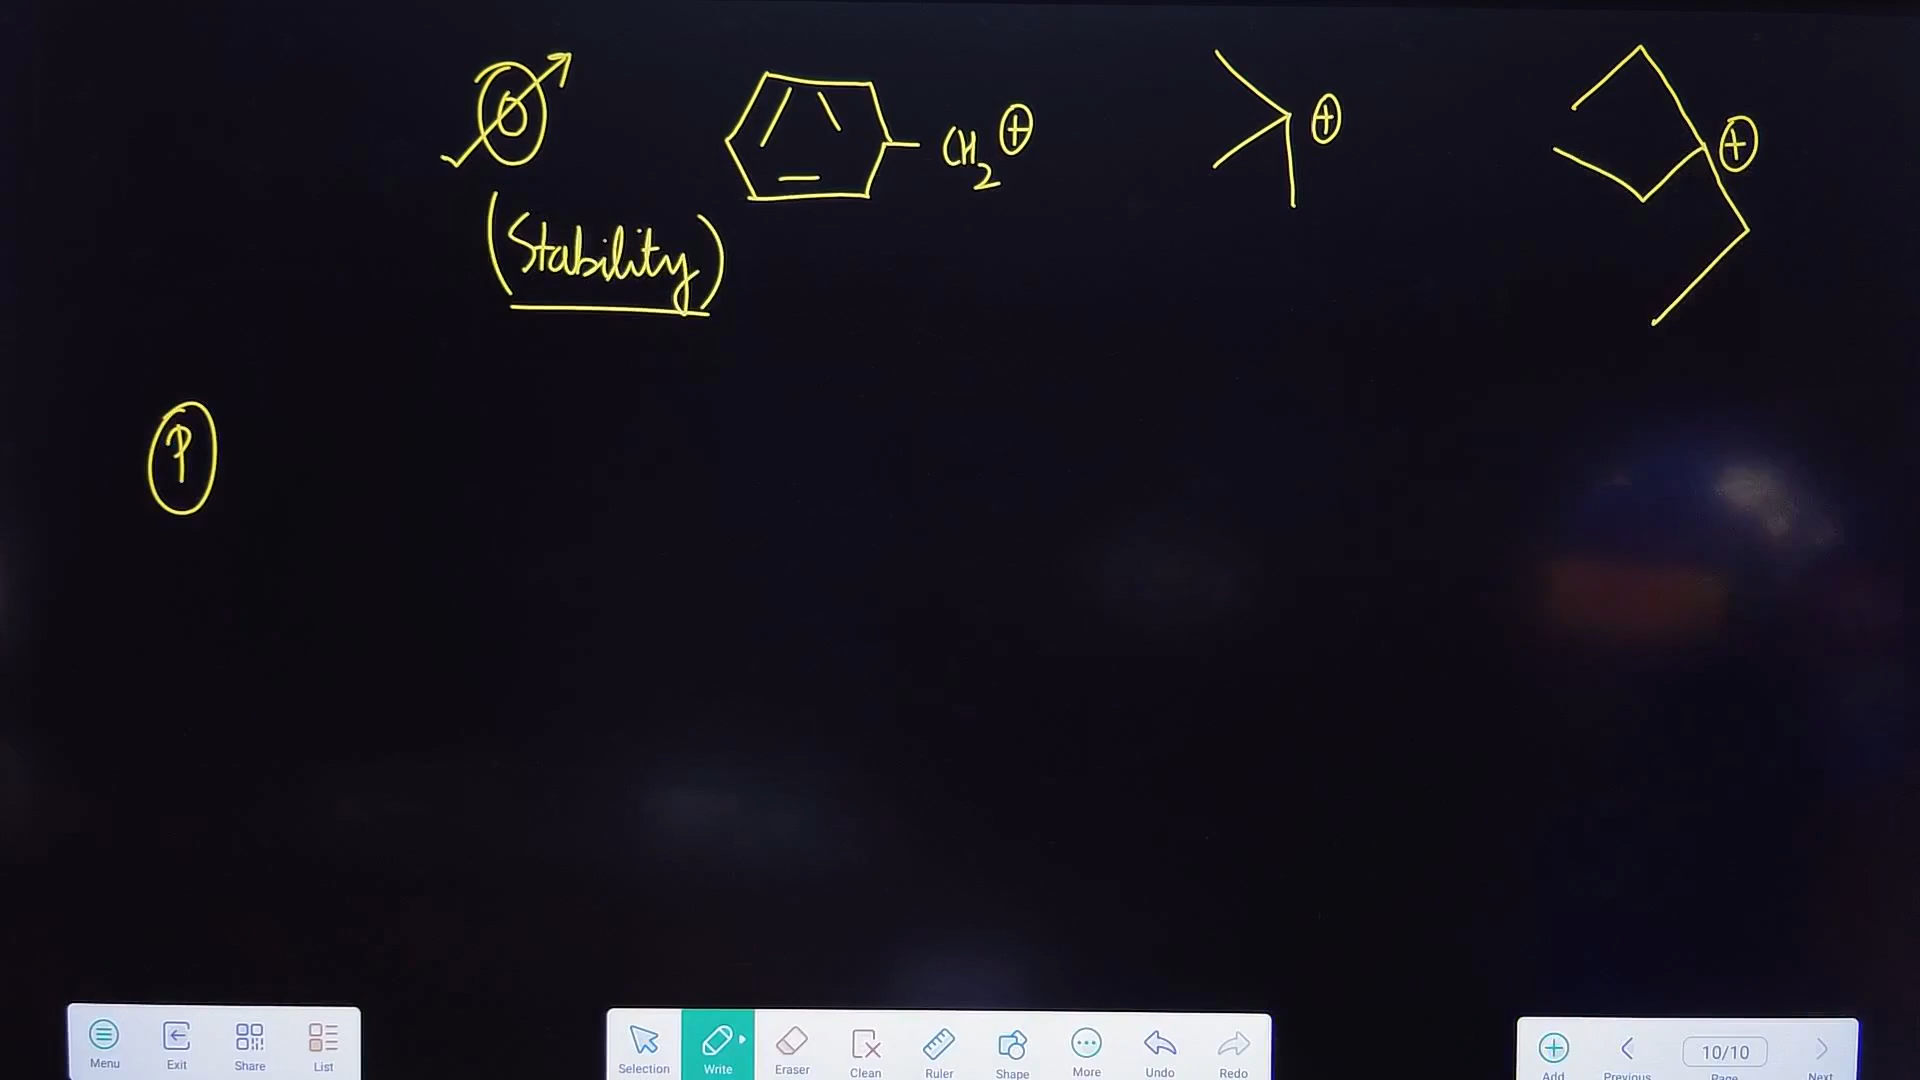 CH2 ⊕
⊕
⊕
(Stability)
P
Menu
Exit
Share
List
Selection
Write
Eraser
Clean
Ruler
Shape
More
Undo
Redo
Add
Previous
10/10
Page
Next